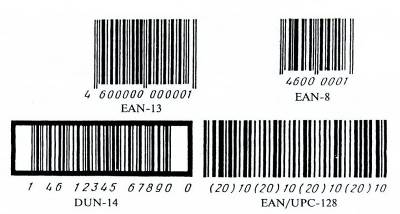 4 600000 000001
EAN-13
4600 0001
EAN-8
1 46 12345 67890 0
DUN-14
(20)10(20)10(20)10(20)10
EAN/UPC-128